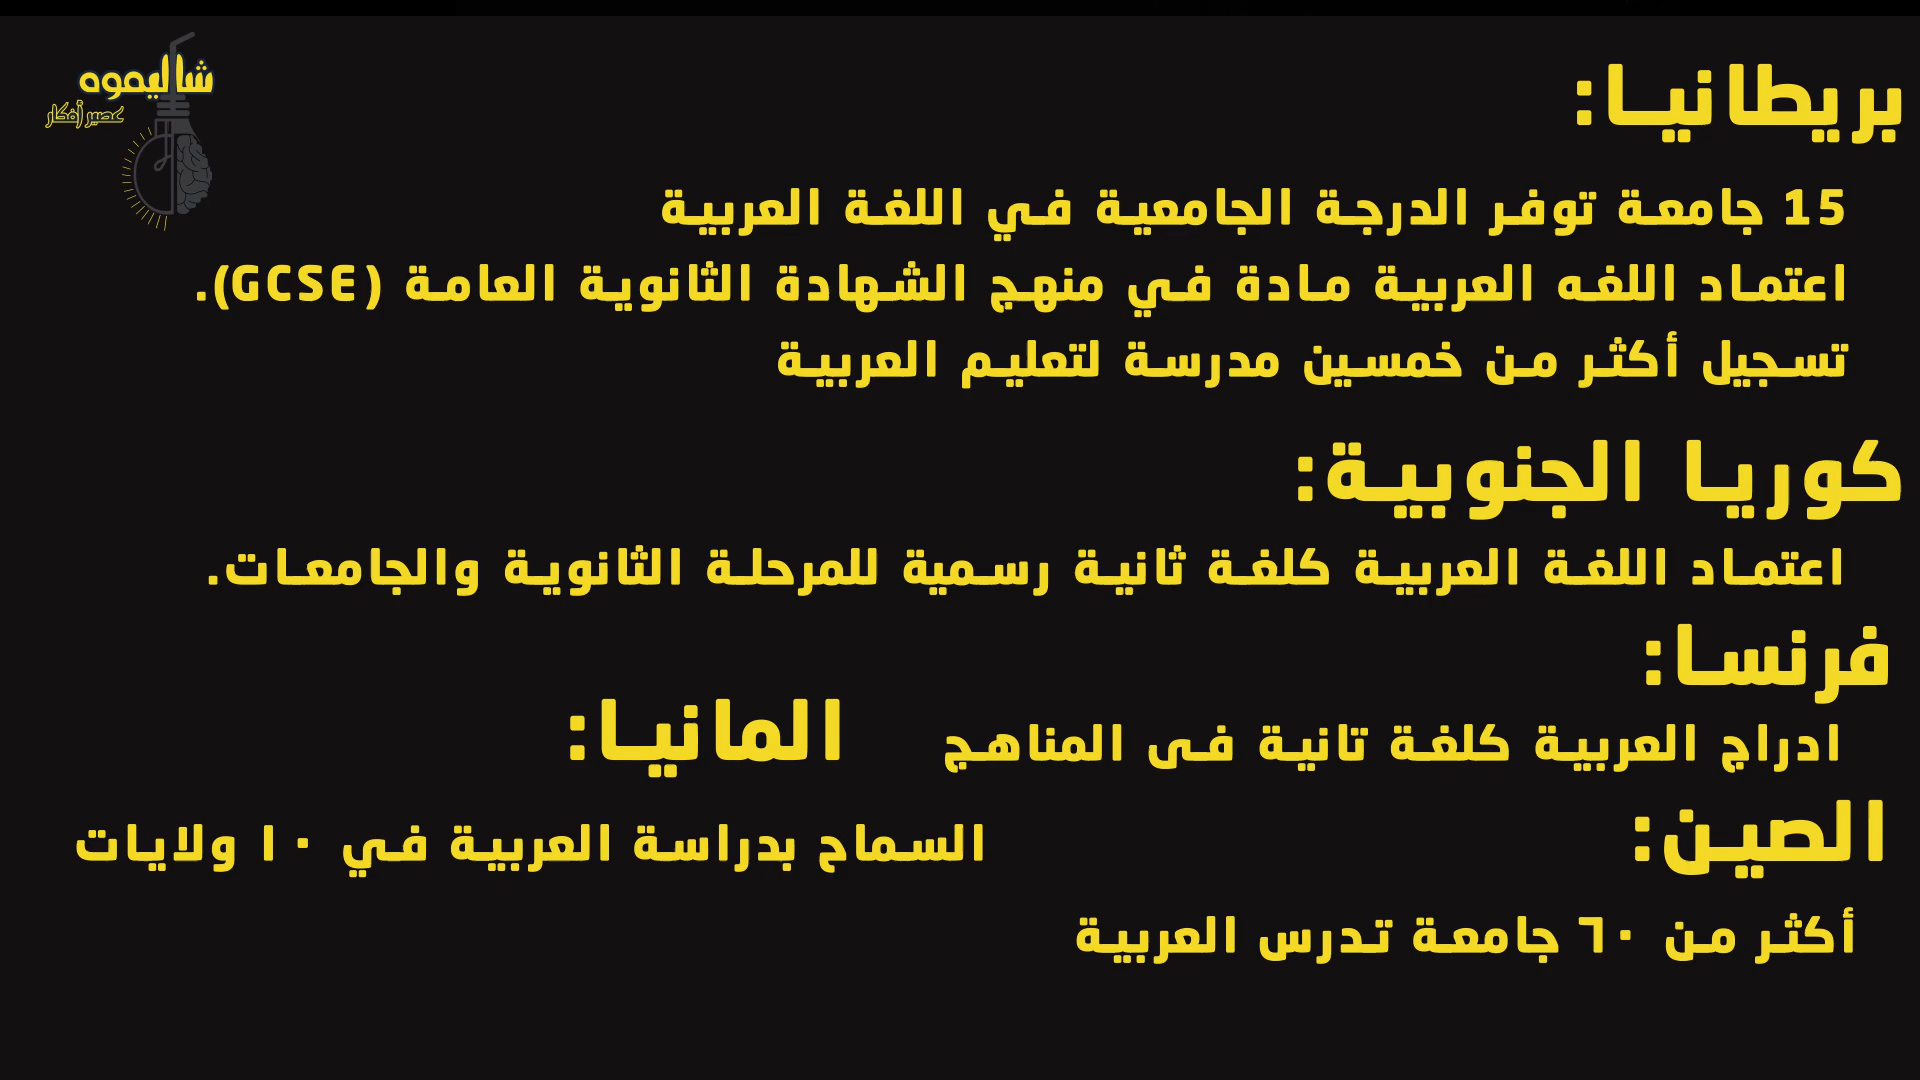 شاليموه
عصير أفكار
بريطانيا:
15 جامعة توفر الدرجة الجامعية في اللغة العربية
اعتماد اللغه العربية مادة في منهج الشهادة الثانوية العامة (GCSE).
تسجيل أكثر من خمسين مدرسة لتعليم العربية
كوريا الجنوبية:
اعتماد اللغة العربية كلغة ثانية رسمية للمرحلة الثانوية والجامعات.
فرنسا:
ادراج العربية كلغة تانية فى المناهج
المانيا:
السماح بدراسة العربية في ١٠ ولايات
الصين:
أكثر من ٦٠ جامعة تدرس العربية